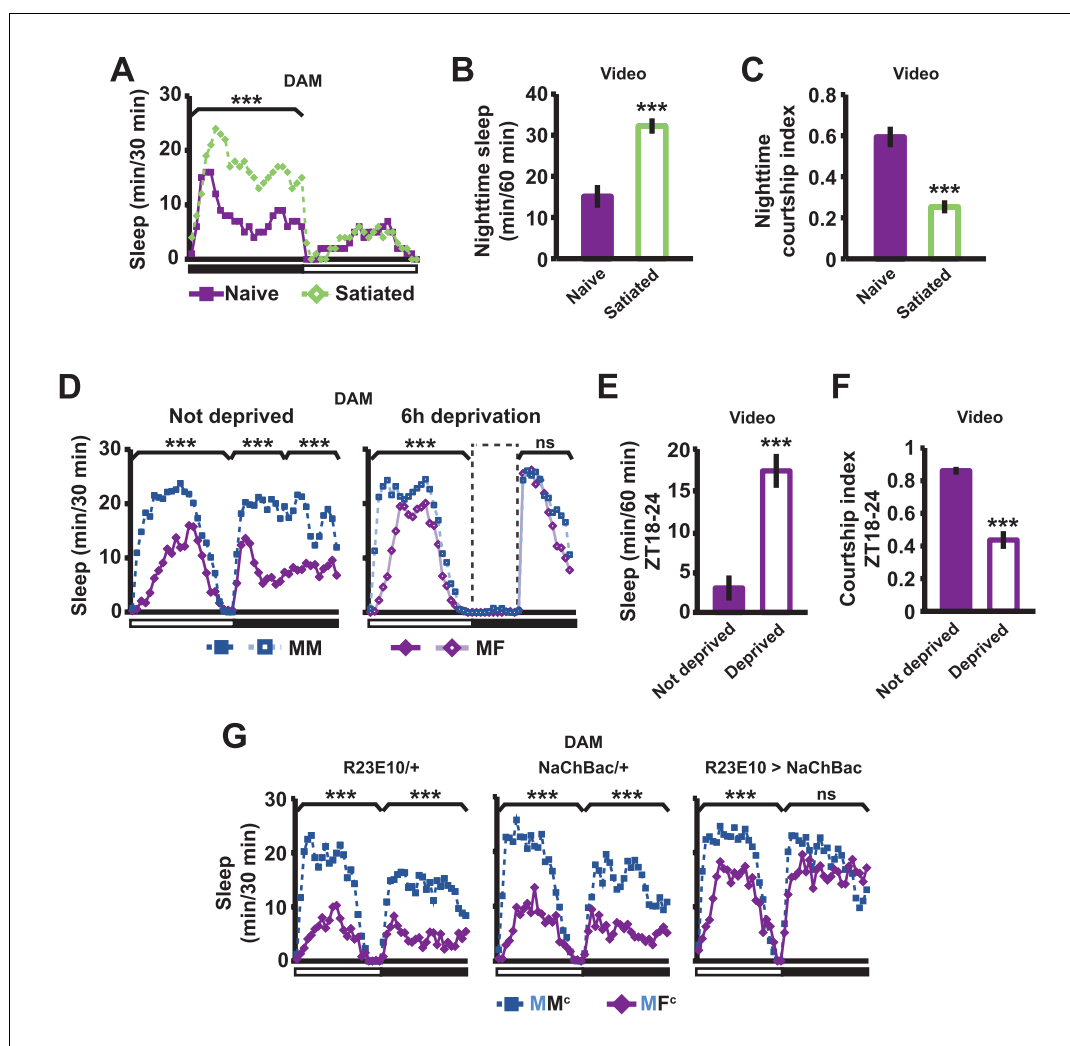 A
DAM
Sleep (min/30 min)
30
20
10
0
***
Naive
Satiated
B
Video
Nighttime sleep
(min/60 min)
40
30
20
10
0
***
Naive
Satiated
C
Video
Nighttime
courtship index
0.8
0.6
0.4
0.2
0
***
Naive
Satiated
D
DAM
Not deprived
6h deprivation
Sleep (min/30 min)
30
20
10
0
*** *** ***
*** ns
MM
MF
E
Video
Sleep (min/60 min)
ZT18-24
20
15
10
5
0
***
Not deprived
Deprived
F
Video
Courtship index
ZT18-24
1
0.8
0.6
0.4
0.2
0
***
Not deprived
Deprived
G
DAM
R23E10/+
NaChBac/+
R23E10 > NaChBac
Sleep
(min/30 min)
30
20
10
0
*** ***
*** ***
*** ns
MMᶜ
MFᶜ